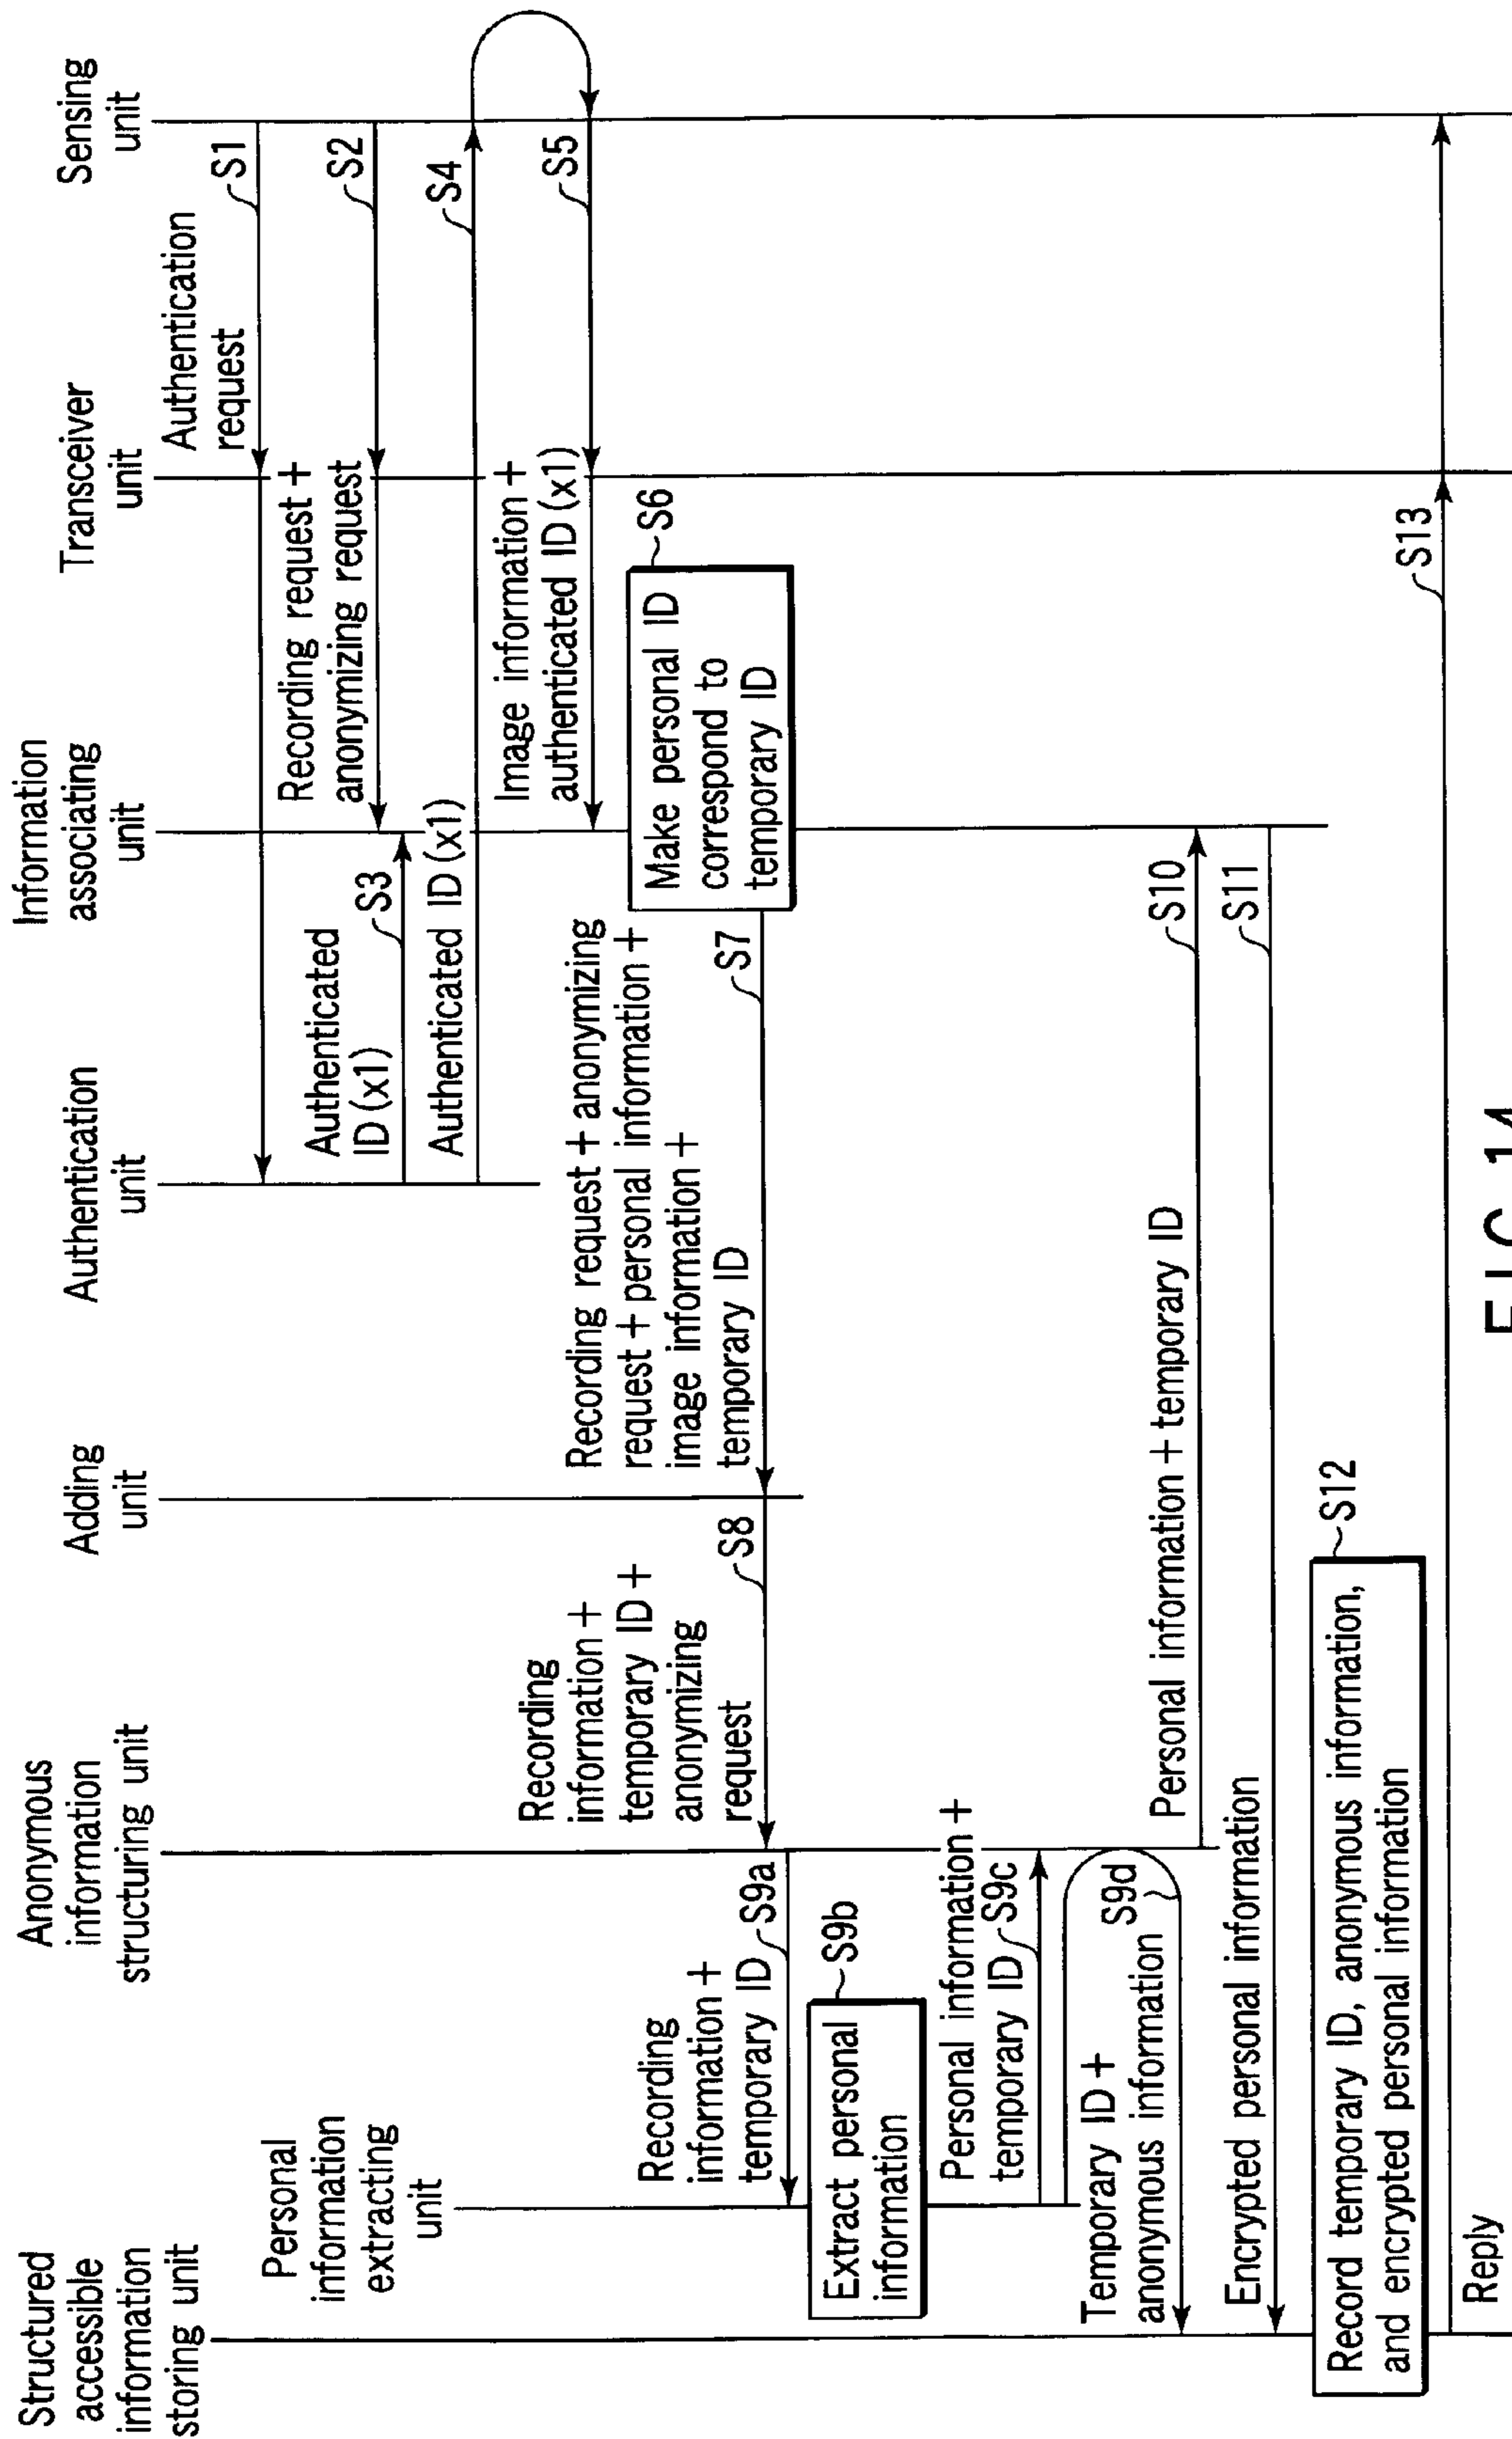 Structured
accessible
information
storing unit
Personal
information
extracting
unit
Anonymous
information
structuring unit
Adding
unit
Authentication
unit
Information
associating
unit
Transceiver
unit
Sensing
unit
Authentication
request
S1
Recording request +
anonymizing request
S2
Authenticated
ID (x1)
S3
Authenticated ID (x1)
S4
Image information +
authenticated ID (x1)
S5
Make personal ID
correspond to
temporary ID
S6
Recording request + anonymizing
request + personal information +
image information +
temporary ID
S7
Recording
information +
temporary ID +
anonymizing
request
S8
Recording
information +
temporary ID
S9a
Extract personal
information
S9b
Personal information +
temporary ID
S9c
Temporary ID +
anonymous information
S9d
Personal information + temporary ID
S10
Encrypted personal information
S11
Record temporary ID, anonymous information,
and encrypted personal information
S12
Reply
S13
FIG. 14